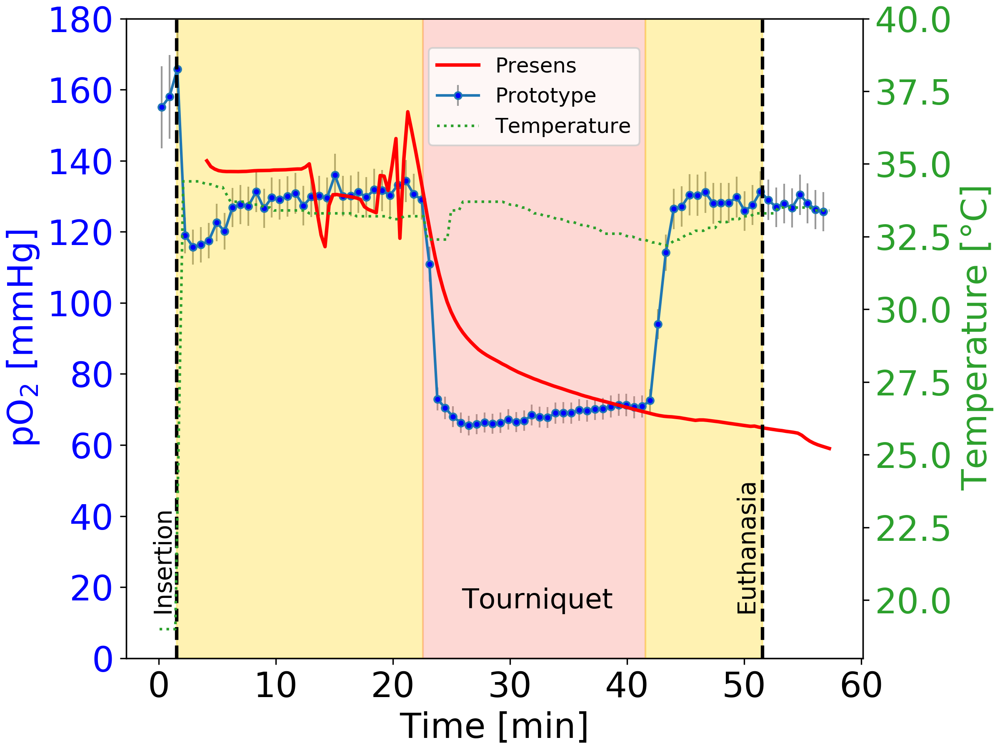 180
160
140
120
100
80
60
40
20
0
pO₂ [mmHg]
40.0
37.5
35.0
32.5
30.0
27.5
25.0
22.5
20.0
Temperature [°C]
Presens
Prototype
Temperature
Insertion
Tourniquet
Euthanasia
0 10 20 30 40 50 60
Time [min]